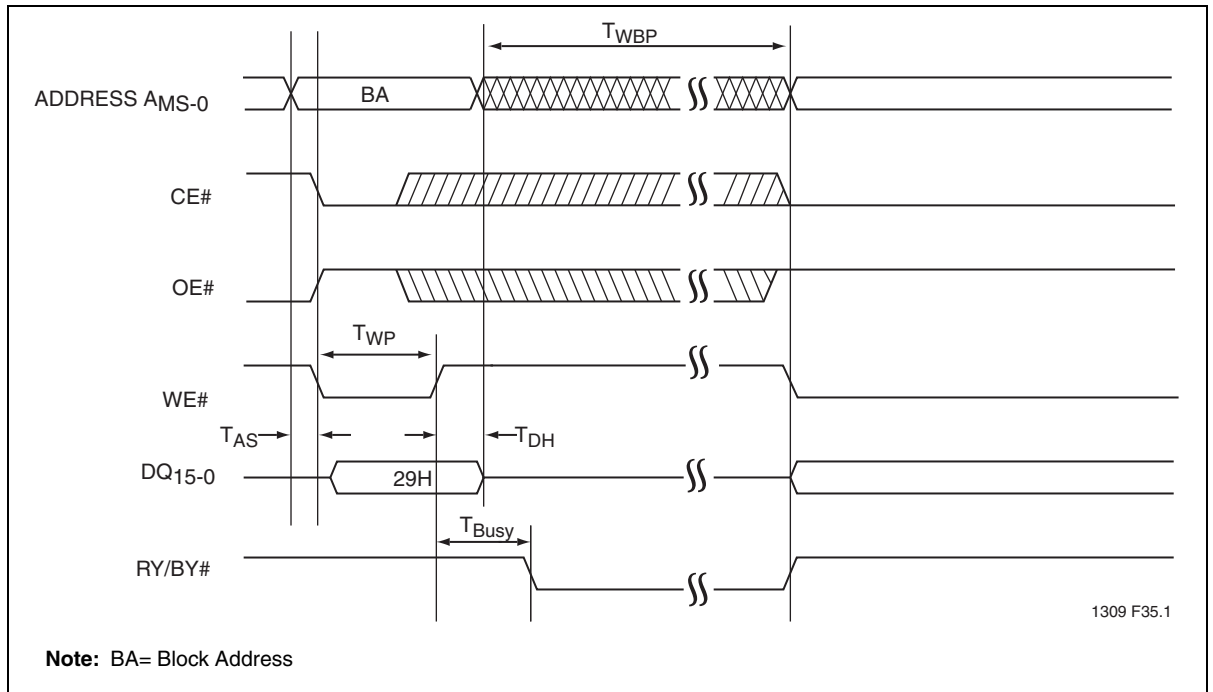 TWBP
ADDRESS AMS-0
BA
CE#
OE#
TWP
WE#
TAS
TDH
DQ15-0
29H
TBusy
RY/BY#
1309 F35.1
Note: BA= Block Address